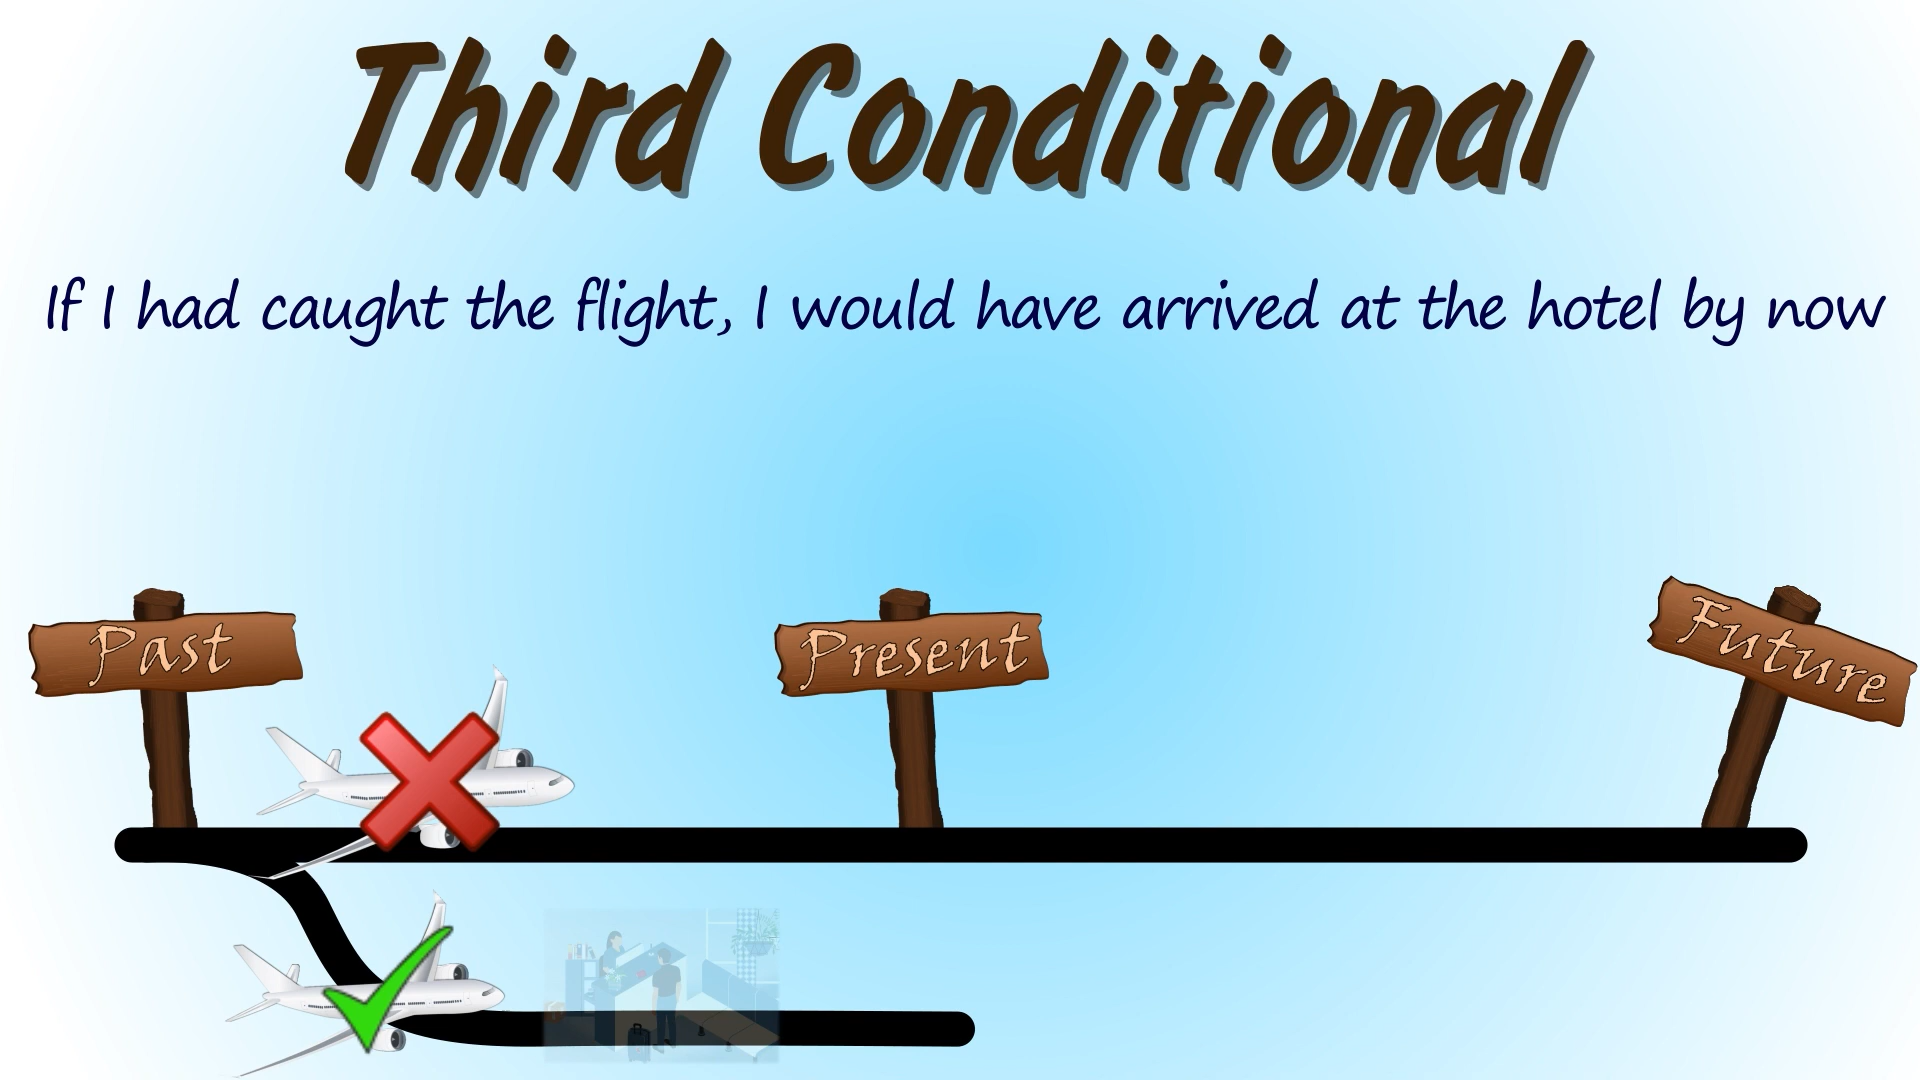 Third Conditional
If I had caught the flight, I would have arrived at the hotel by now
Past
Present
Future